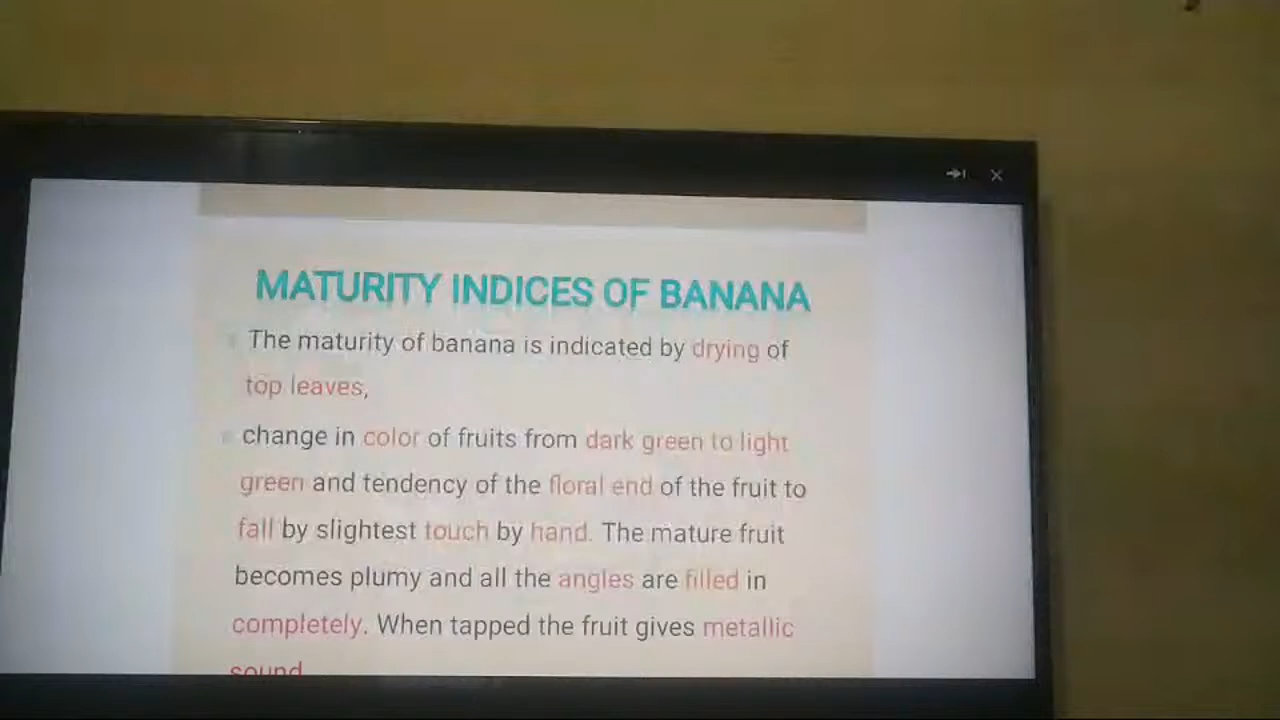 MATURITY INDICES OF BANANA
The maturity of banana is indicated by drying of
top leaves,
change in color of fruits from dark green to light
green and tendency of the floral end of the fruit to
fall by slightest touch by hand. The mature fruit
becomes plumy and all the angles are filled in
completely. When tapped the fruit gives metallic
sound